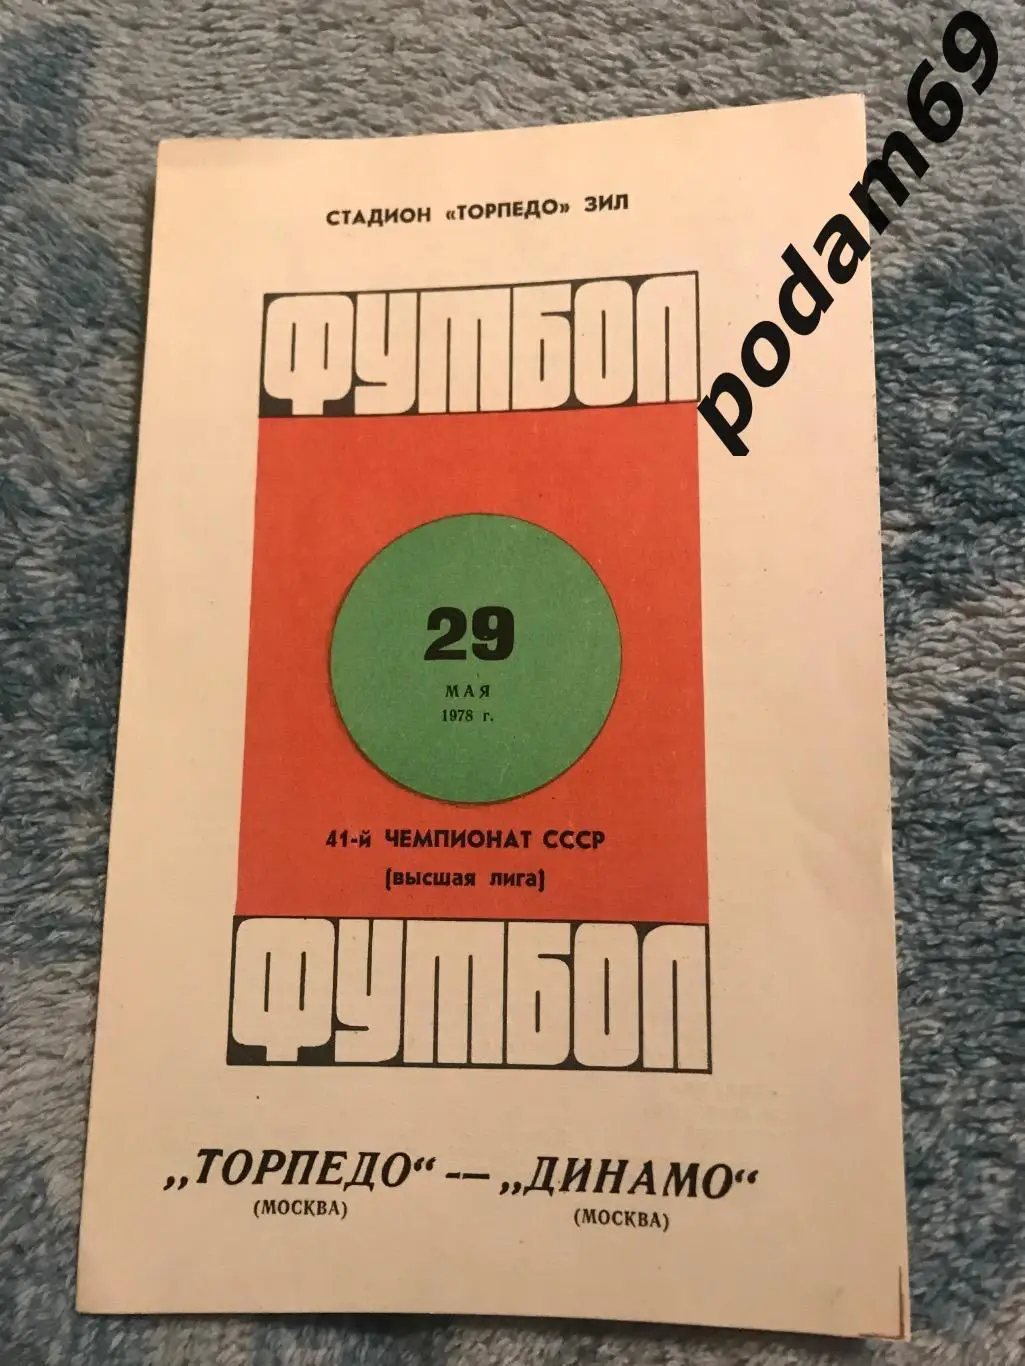 podam69
СТАДИОН «ТОРПЕДО» ЗИЛ
ФУТБОЛ
29
МАЯ
1978 г.
41-й ЧЕМПИОНАТ СССР
(высшая лига)
ФУТБОЛ
„ТОРПЕДО“ -— „ДИНАМО“
(МОСКВА) (МОСКВА)